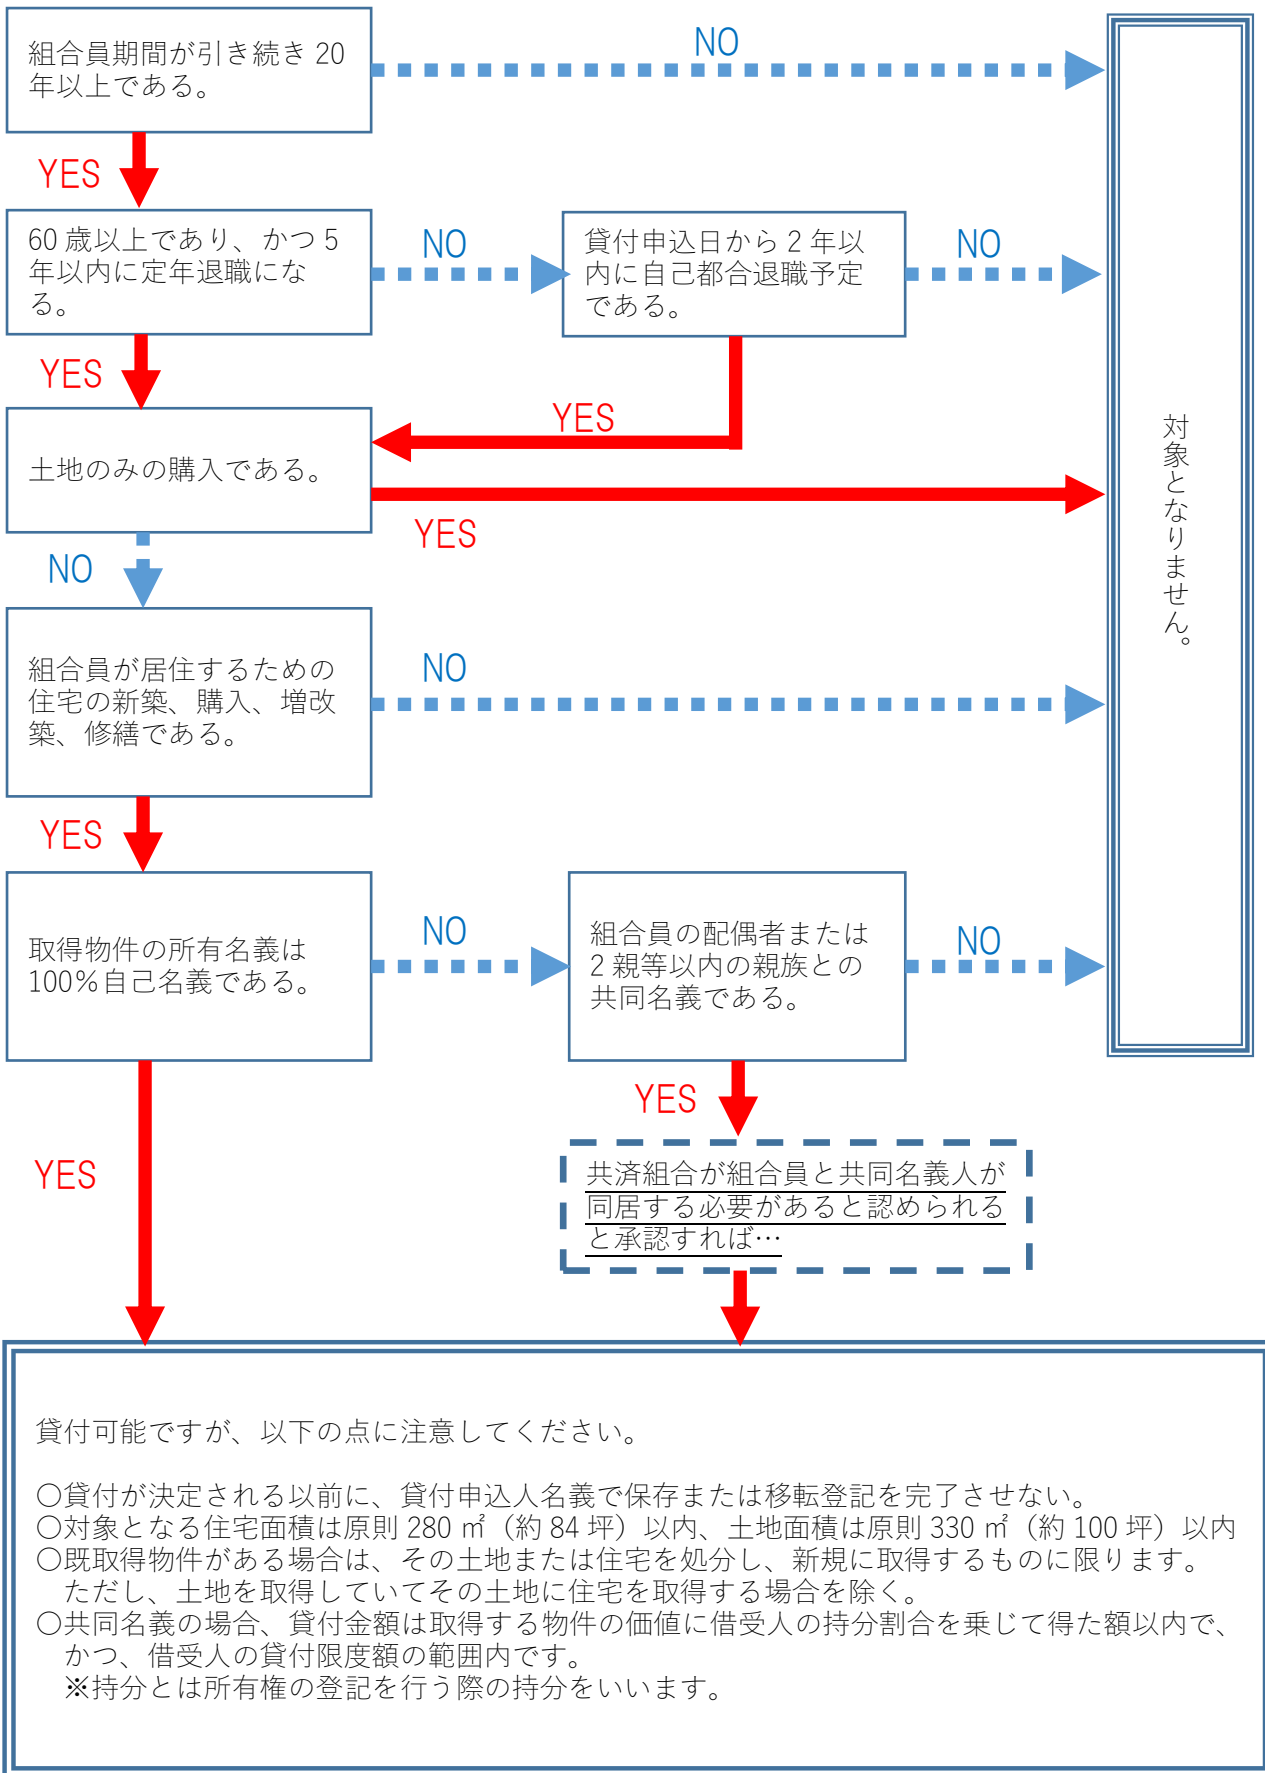 組合員期間が引き続き 20
年以上である。
NO
YES
60 歳以上であり、かつ 5
年以内に定年退職にな
る。
NO
貸付申込日から 2 年以
内に自己都合退職予定
である。
NO
YES
YES
土地のみの購入である。
YES
NO
組合員が居住するための
住宅の新築、購入、増改
築、修繕である。
NO
YES
取得物件の所有名義は
100%自己名義である。
NO
組合員の配偶者または
2 親等以内の親族との
共同名義である。
NO
対象となりません。
YES
YES
共済組合が組合員と共同名義人が
同居する必要があると認められる
と承認すれば…
貸付可能ですが、以下の点に注意してください。
○貸付が決定される以前に、貸付申込人名義で保存または移転登記を完了させない。
○対象となる住宅面積は原則 280 ㎡（約 84 坪）以内、土地面積は原則 330 ㎡（約 100 坪）以内
○既取得物件がある場合は、その土地または住宅を処分し、新規に取得するものに限ります。
ただし、土地を取得していてその土地に住宅を取得する場合を除く。
○共同名義の場合、貸付金額は取得する物件の価値に借受人の持分割合を乗じて得た額以内で、
かつ、借受人の貸付限度額の範囲内です。
※持分とは所有権の登記を行う際の持分をいいます。